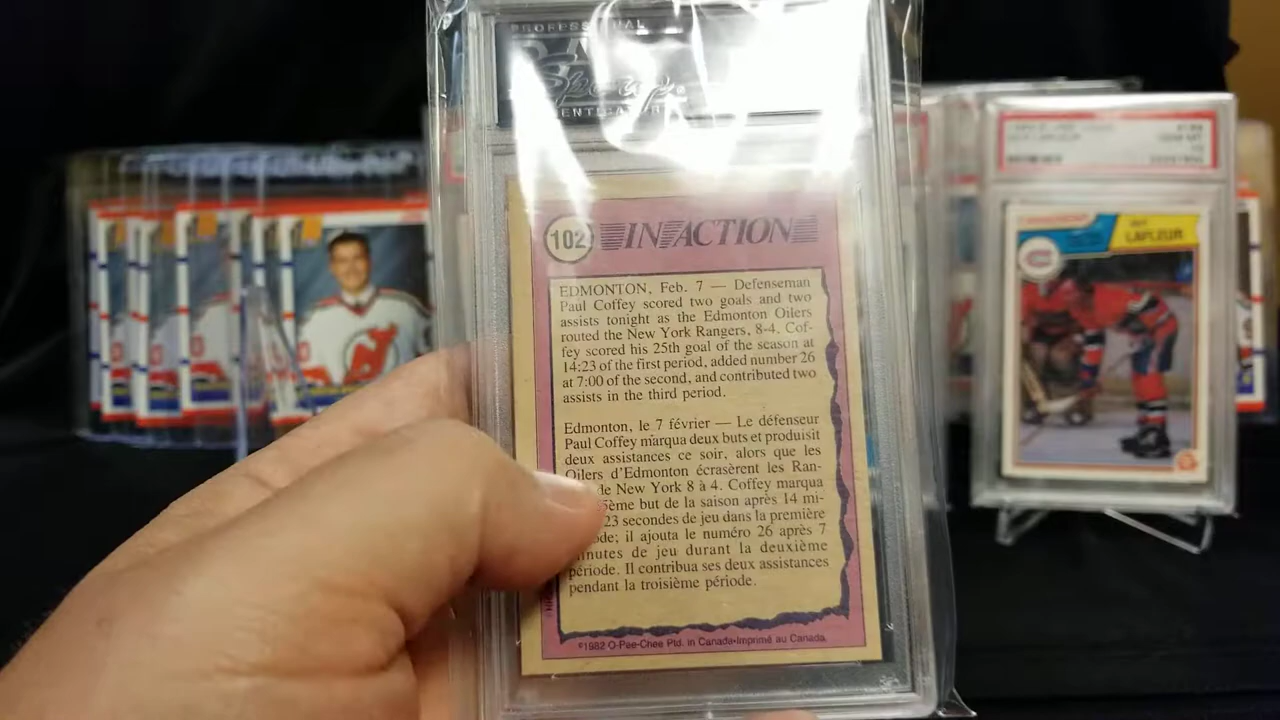 PROFESSIONAL
102
IN ACTION
EDMONTON, Feb. 7 — Defenseman
Paul Coffey scored two goals and two
assists tonight as the Edmonton Oilers
routed the New York Rangers, 8-4. Cof-
fey scored his 25th goal of the season at
14:23 of the first period, added number 26
at 7:00 of the second, and contributed two
assists in the third period.
Edmonton, le 7 février — Le défenseur
Paul Coffey marqua deux buts et produisit
deux assistances ce soir, alors que les
Oilers d'Edmonton écrasèrent les Ran-
de New York 8 à 4. Coffey marqua
5ème but de la saison après 14 mi-
23 secondes de jeu dans la première
ode; il ajouta le numéro 26 après 7
minutes de jeu durant la deuxième
période. Il contribua ses deux assistances
pendant la troisième période.
©1982 O-Pee-Chee Ptd. in Canada•Imprimé au Canada.
GUY
LAFLEUR